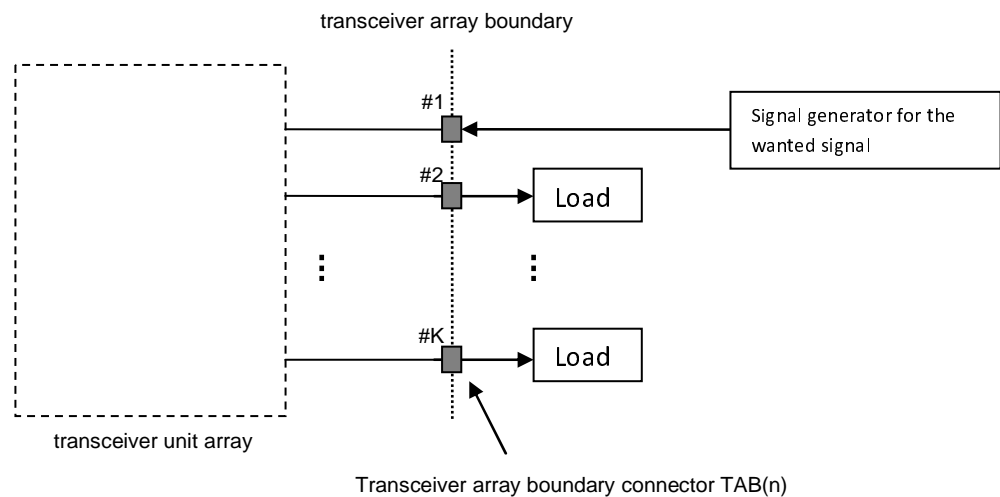 transceiver array boundary
#1
Signal generator for the
wanted signal
#2
Load
#K
Load
transceiver unit array
Transceiver array boundary connector TAB(n)